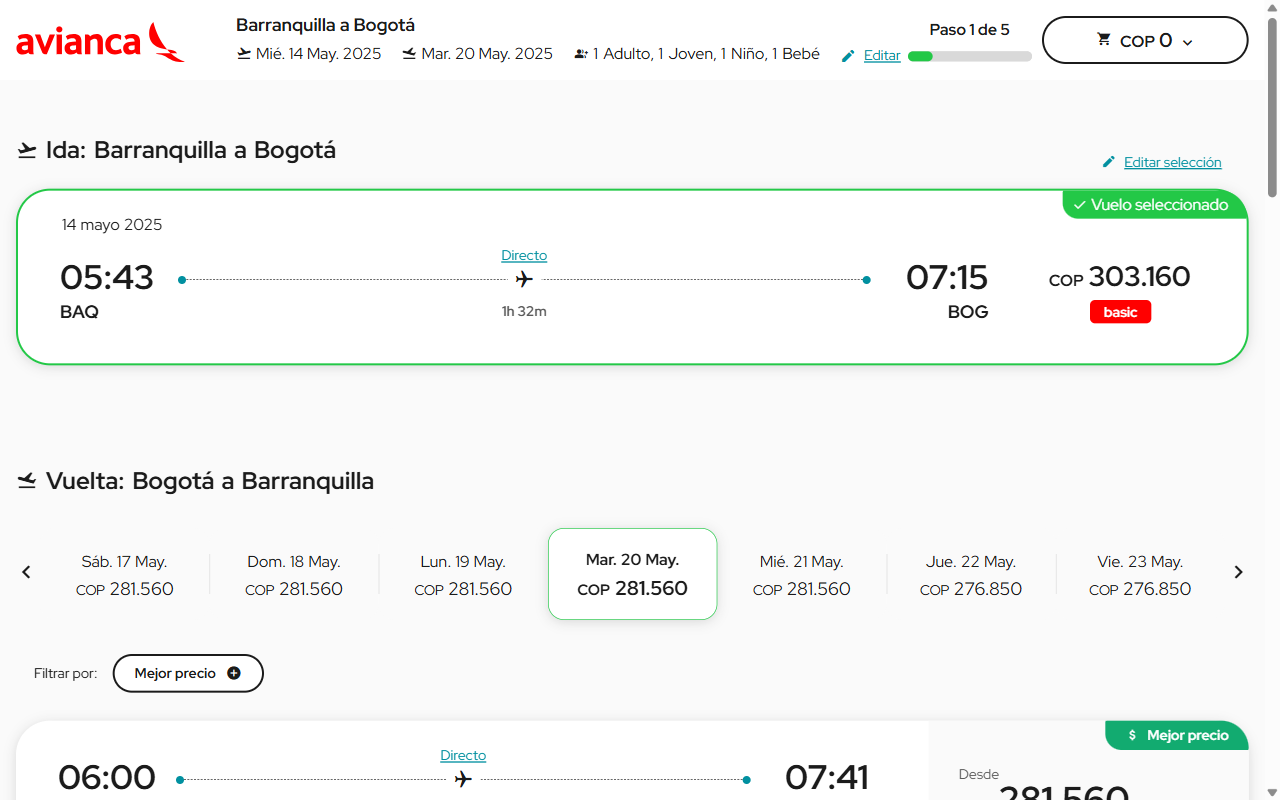 avianca
Barranquilla a Bogotá
Mié. 14 May. 2025 Mar. 20 May. 2025 1 Adulto, 1 Joven, 1 Niño, 1 Bebé Editar
Paso 1 de 5
COP 0
Ida: Barranquilla a Bogotá
Editar selección
Vuelo seleccionado
14 mayo 2025
Directo
05:43 07:15 COP 303.160
BAQ 1h 32m BOG basic
Vuelta: Bogotá a Barranquilla
Sáb. 17 May. Dom. 18 May. Lun. 19 May. Mar. 20 May. Mié. 21 May. Jue. 22 May. Vie. 23 May.
COP 281.560 COP 281.560 COP 281.560 COP 281.560 COP 281.560 COP 276.850 COP 276.850
Filtrar por: Mejor precio
$ Mejor precio
Directo
06:00 07:41 Desde
281.560